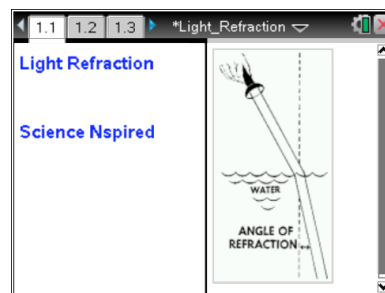 1.1 1.2 1.3 *Light_Refraction
Light Refraction
Science Nspired
WATER
ANGLE OF
REFRACTION